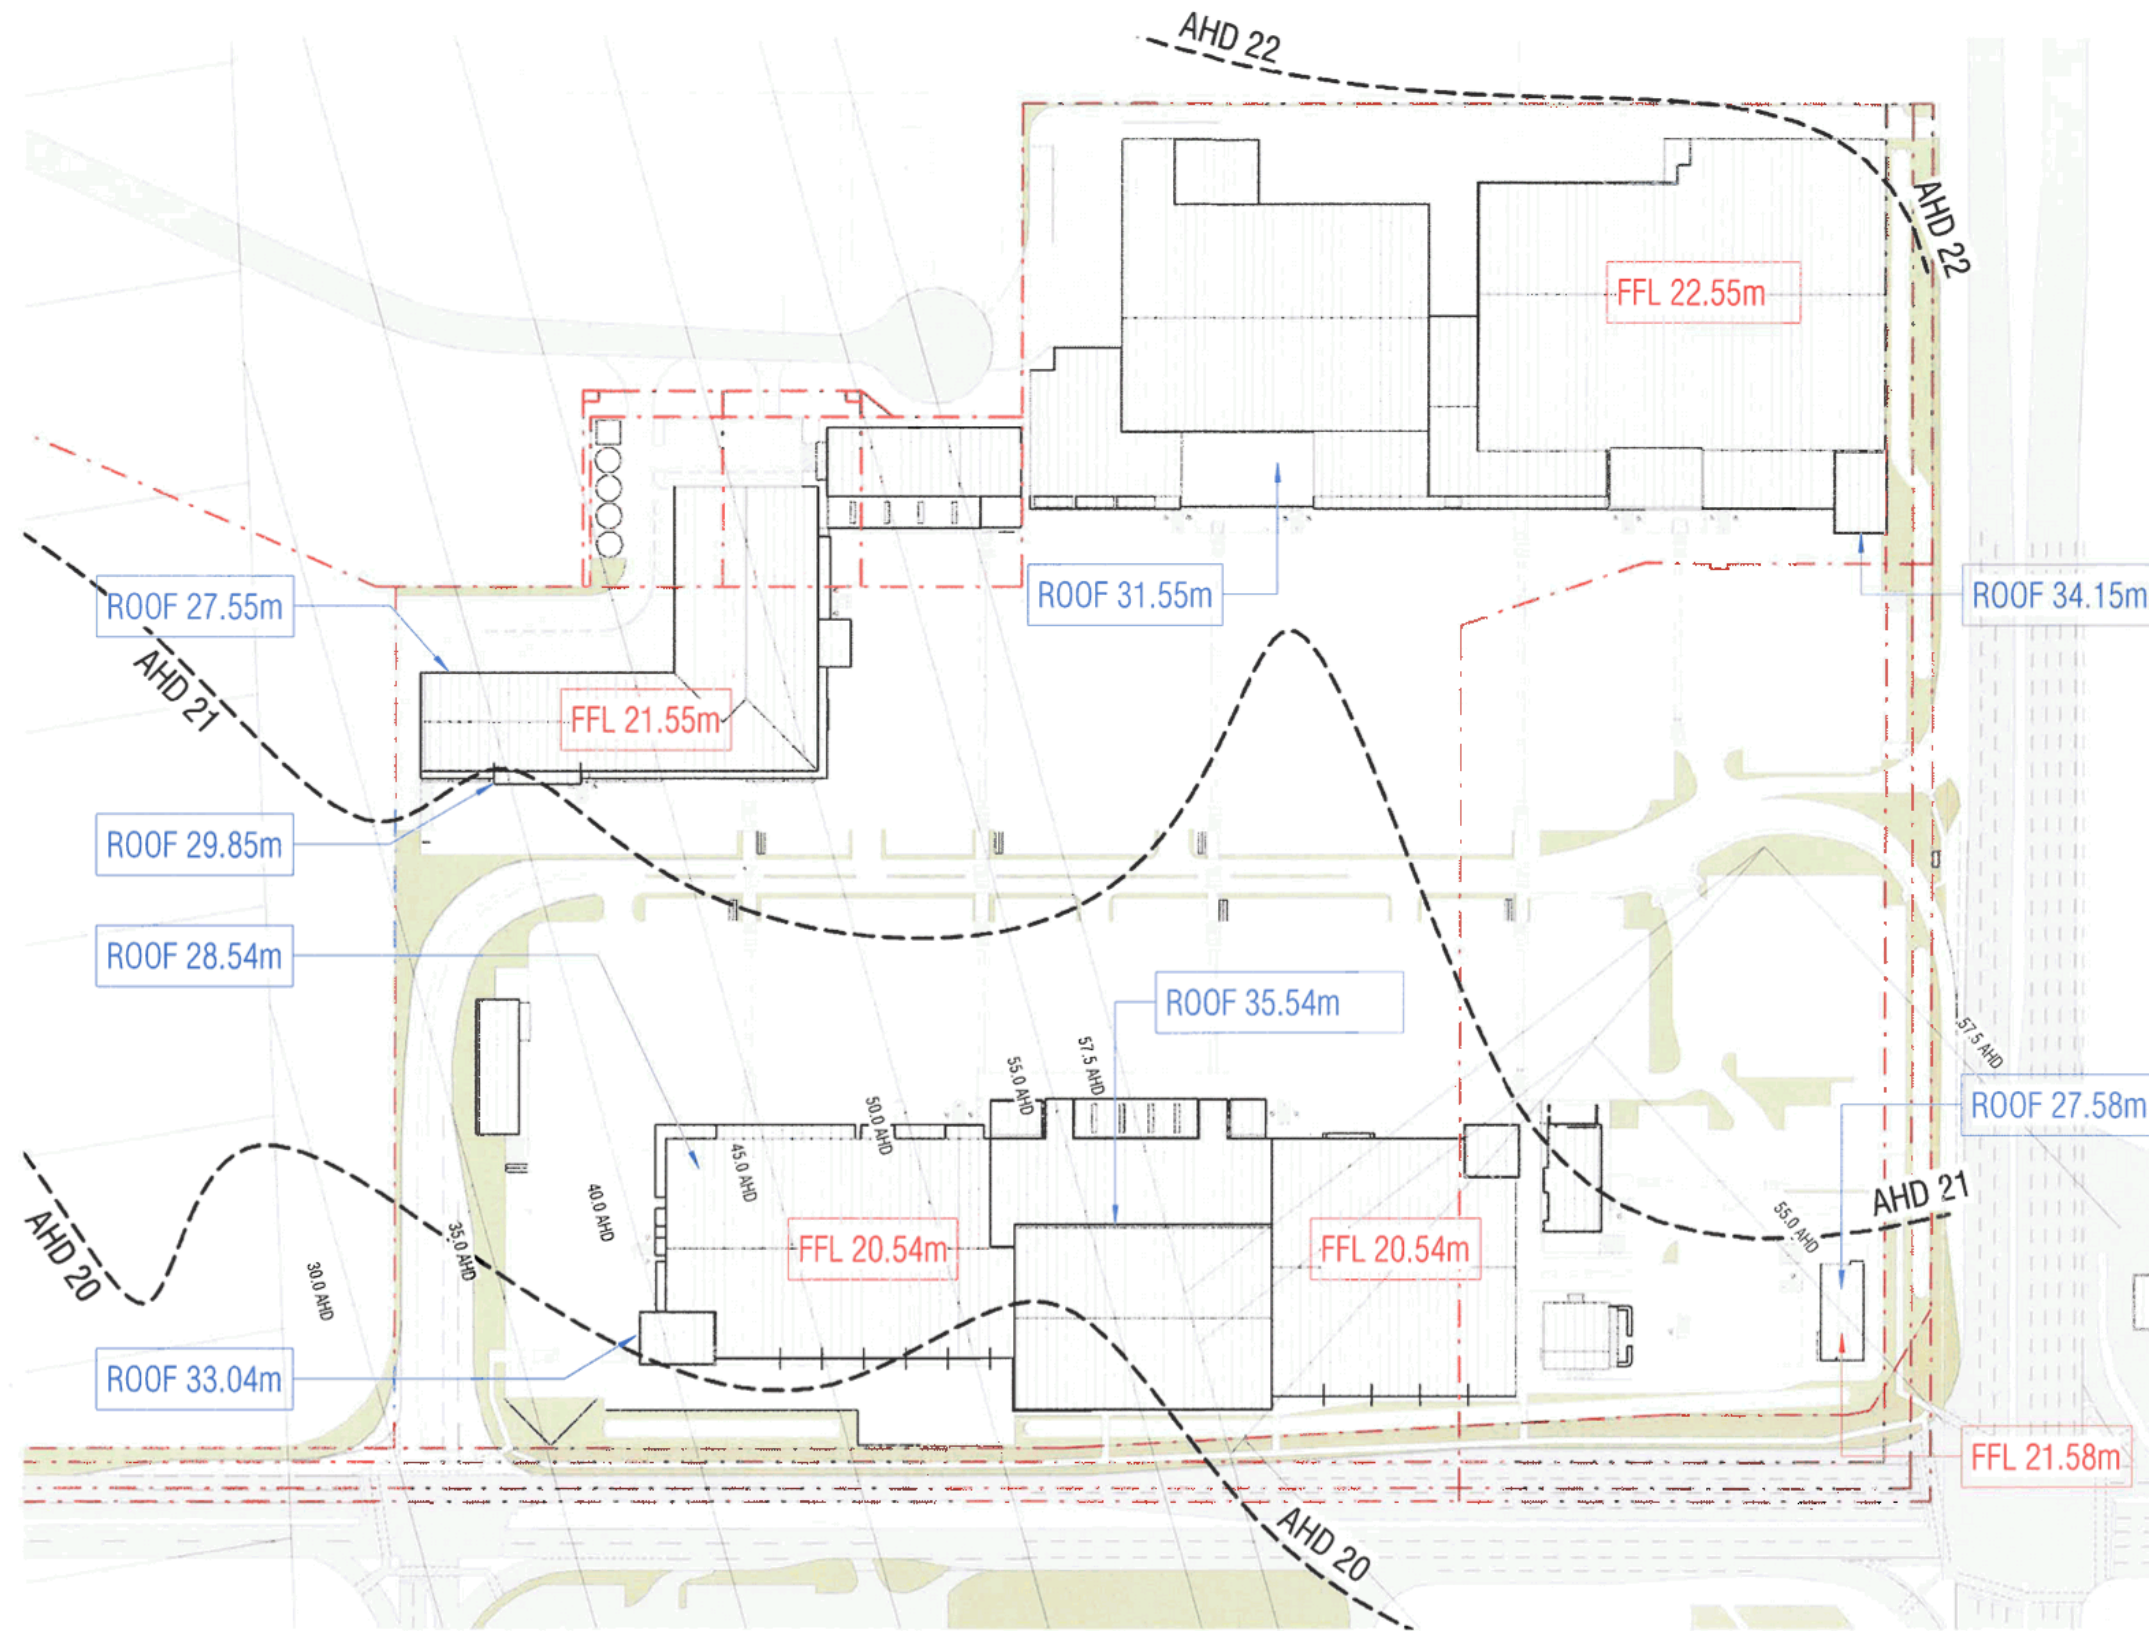 AHD 22
AHD 22
FFL 22.55m
ROOF 27.55m
ROOF 31.55m
ROOF 34.15m
AHD 21
FFL 21.55m
ROOF 29.85m
ROOF 28.54m
ROOF 35.54m
57.5 AHD
55.0 AHD
57.5 AHD
50.0 AHD
ROOF 27.58m
45.0 AHD
40.0 AHD
AHD 21
55.0 AHD
AHD 20
35.0 AHD
30.0 AHD
FFL 20.54m
FFL 20.54m
ROOF 33.04m
FFL 21.58m
AHD 20